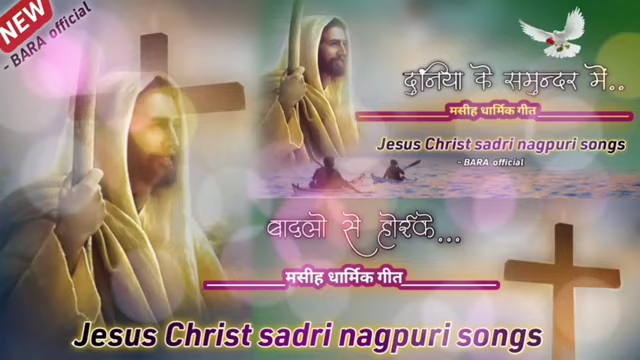 NEW
- BARA official
दुनिया के समुन्दर में..
मसीह धार्मिक गीत
Jesus Christ sadri nagpuri songs
- BARA official
बादलो से होईके...
मसीह धार्मिक गीत
Jesus Christ sadri nagpuri songs